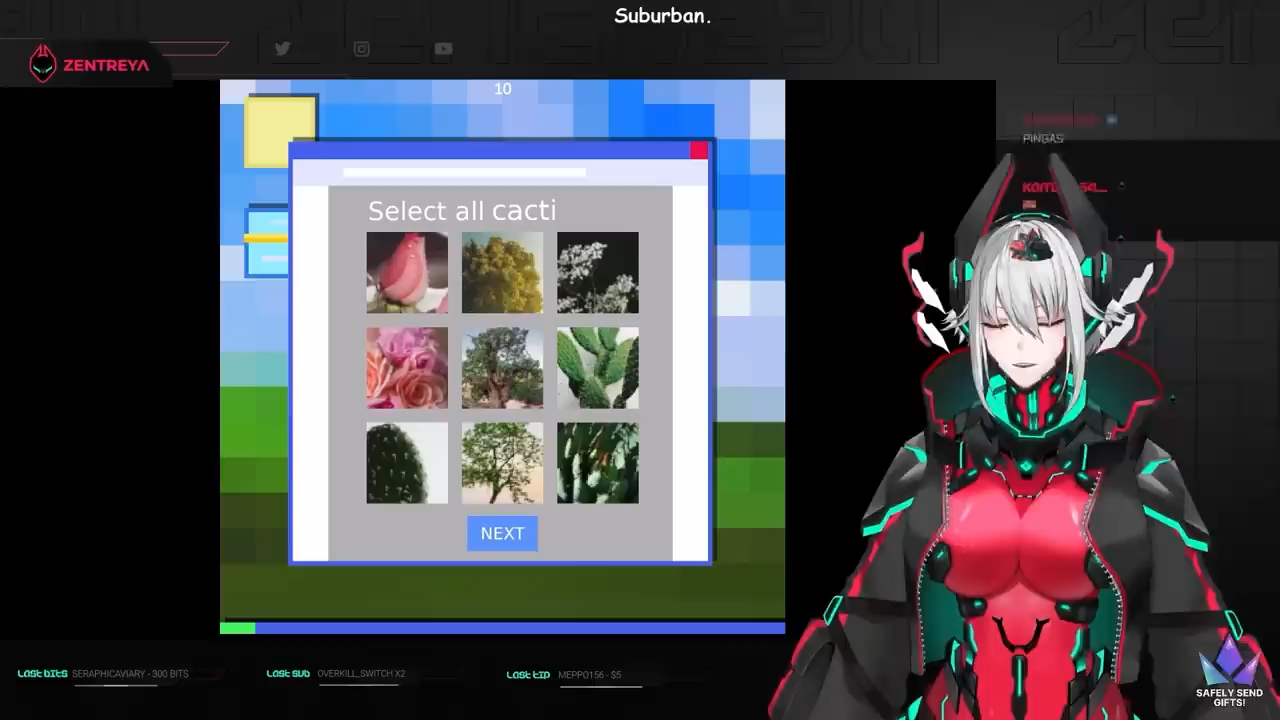 Suburban.
ZENTREYA
10
PINGAS
Select all cacti
NEXT
LAST BITS SERAPHICAVIARY - 300 BITS
LAST SUB OVERKILL_SWITCH X2
LAST TIP MEPPO156 - $5
SAFELY SEND
GIFTS!